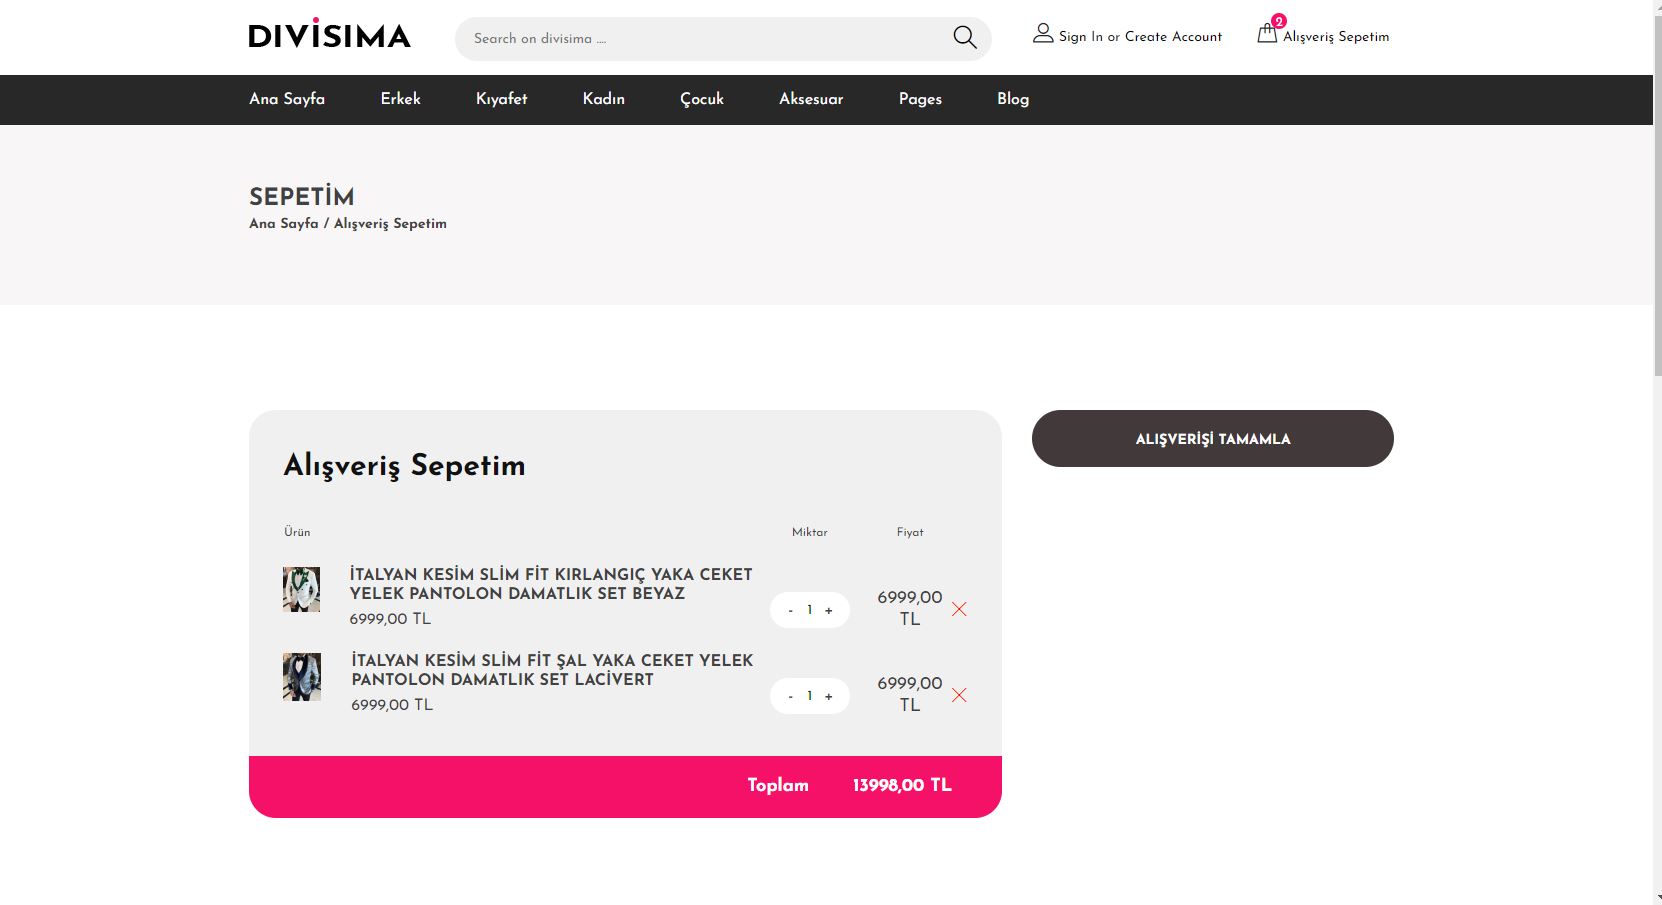 DIVISIMA
Search on divisima ....
Sign In or Create Account
2
Alışveriş Sepetim
Ana Sayfa Erkek Kıyafet Kadın Çocuk Aksesuar Pages Blog
SEPETİM
Ana Sayfa / Alışveriş Sepetim
Alışveriş Sepetim
ALIŞVERİŞİ TAMAMLA
Ürün Miktar Fiyat
İTALYAN KESİM SLİM FİT KIRLANGIÇ YAKA CEKET
YELEK PANTOLON DAMATLIK SET BEYAZ
6999,00 TL
- 1 +
6999,00
TL
İTALYAN KESİM SLİM FİT ŞAL YAKA CEKET YELEK
PANTOLON DAMATLIK SET LACİVERT
6999,00 TL
- 1 +
6999,00
TL
Toplam 13998,00 TL